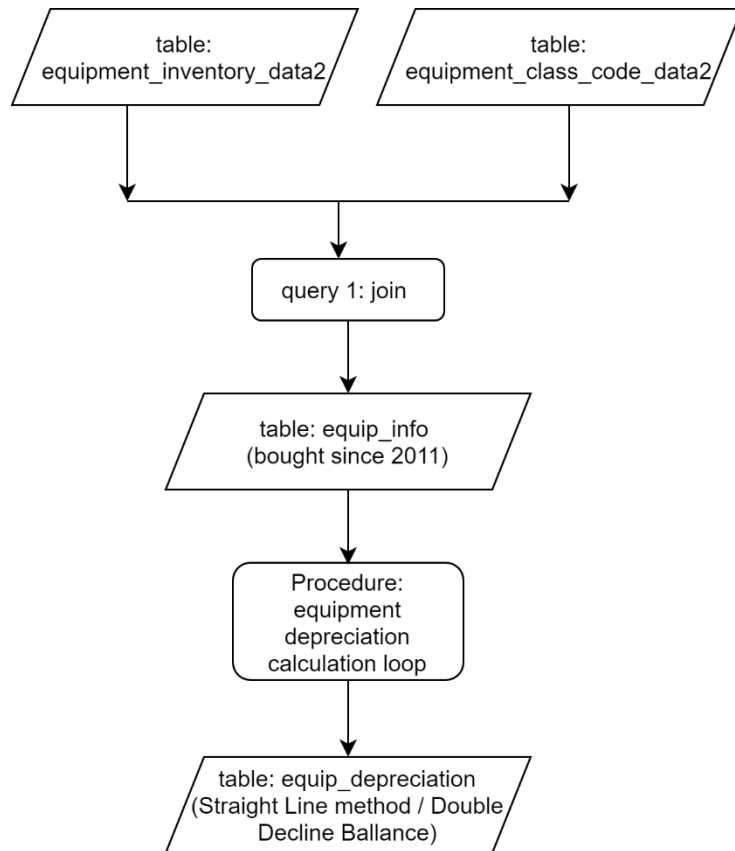 table:
equipment_inventory_data2
table:
equipment_class_code_data2
query 1: join
table: equip_info
(bought since 2011)
Procedure:
equipment
depreciation
calculation loop
table: equip_depreciation
(Straight Line method / Double
Decline Ballance)